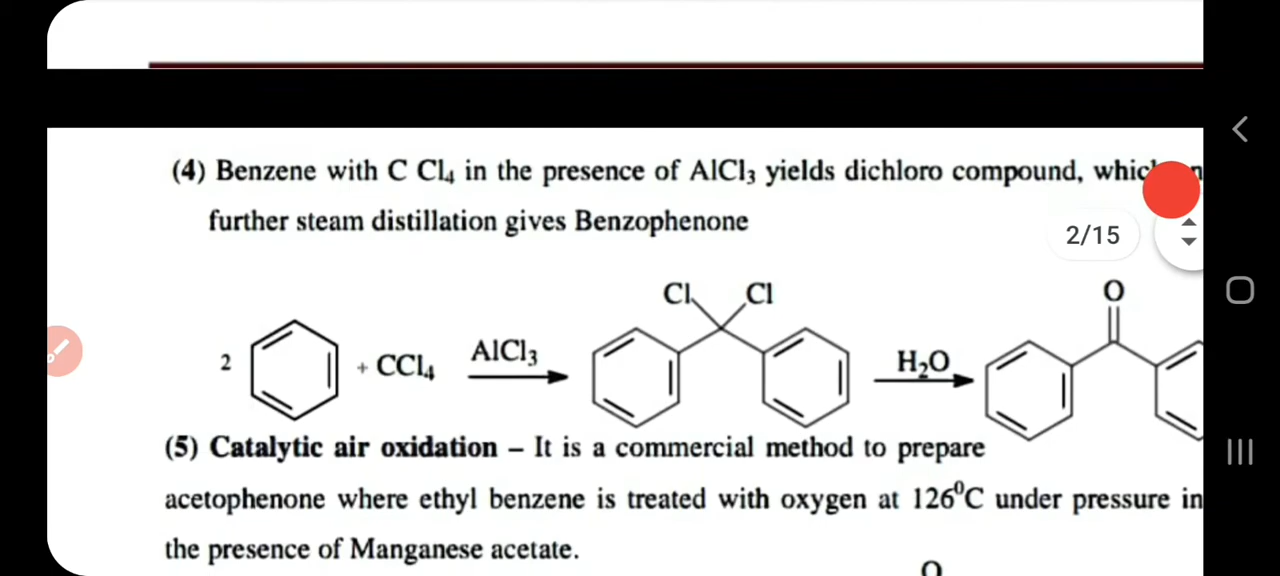 (4) Benzene with C Cl₄ in the presence of AlCl₃ yields dichloro compound,
further steam distillation gives Benzophenone
2/15
Cl Cl
O
2 + CCl₄ AlCl₃ H₂O
(5) Catalytic air oxidation – It is a commercial method to prepare
acetophenone where ethyl benzene is treated with oxygen at 126⁰C under pressure in
the presence of Manganese acetate.
O